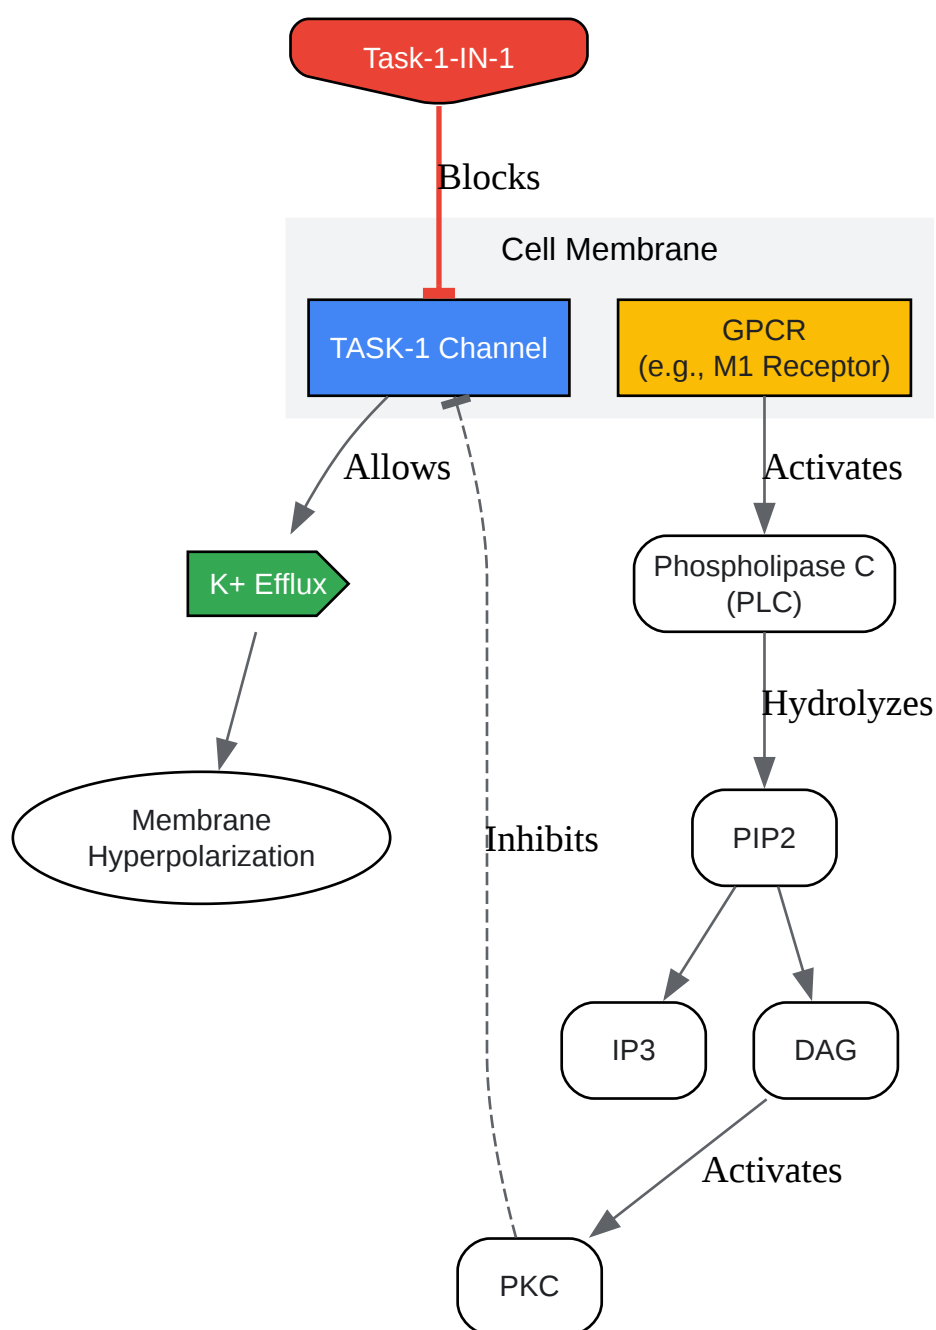 Task-1-IN-1
Blocks
Cell Membrane
TASK-1 Channel
GPCR
(e.g., M1 Receptor)
Allows
Activates
K+ Efflux
Phospholipase C
(PLC)
Hydrolyzes
Membrane
Hyperpolarization
Inhibits
PIP2
IP3
DAG
Activates
PKC